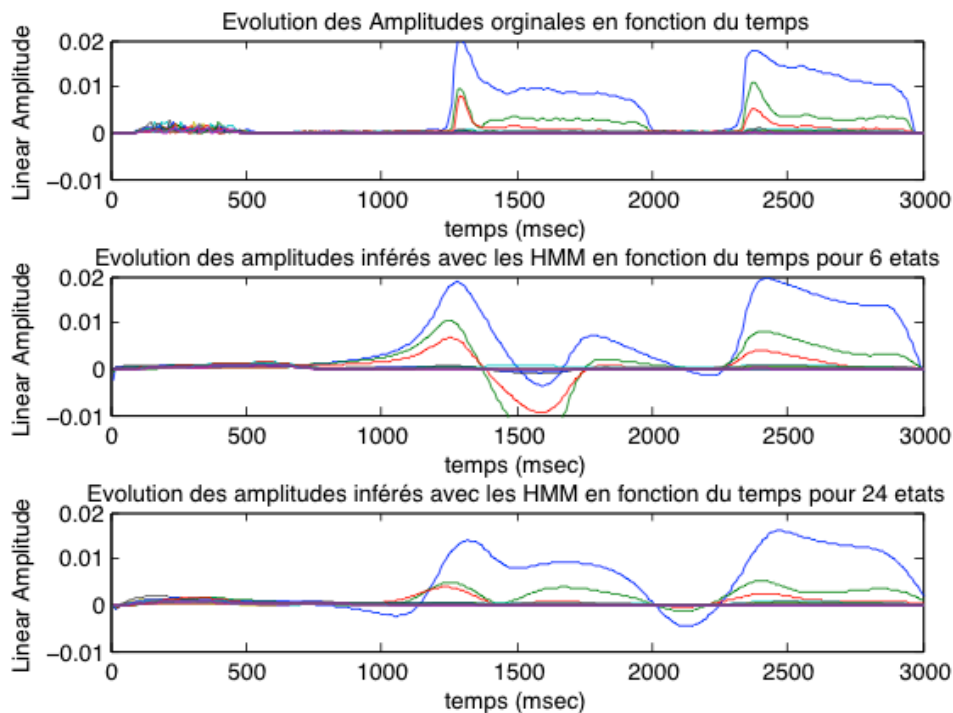 Evolution des Amplitudes orginales en fonction du temps
Linear Amplitude
0.02
0.01
0
−0.01
0 500 1000 1500 2000 2500 3000
temps (msec)
Evolution des amplitudes inférés avec les HMM en fonction du temps pour 6 etats
Linear Amplitude
0.02
0.01
0
−0.01
0 500 1000 1500 2000 2500 3000
temps (msec)
Evolution des amplitudes inférés avec les HMM en fonction du temps pour 24 etats
Linear Amplitude
0.02
0.01
0
−0.01
0 500 1000 1500 2000 2500 3000
temps (msec)